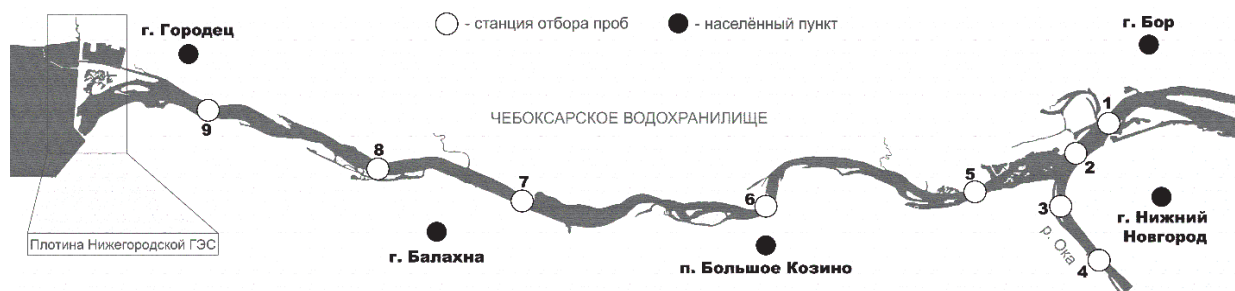 - станция отбора проб
- населённый пункт
г. Городец
г. Бор
ЧЕБОКСАРСКОЕ ВОДОХРАНИЛИЩЕ
1
2
9
8
7
6
5
3
4
г. Балахна
п. Большое Козино
р. Ока
г. Нижний
Новгород
Плотина Нижегородской ГЭС